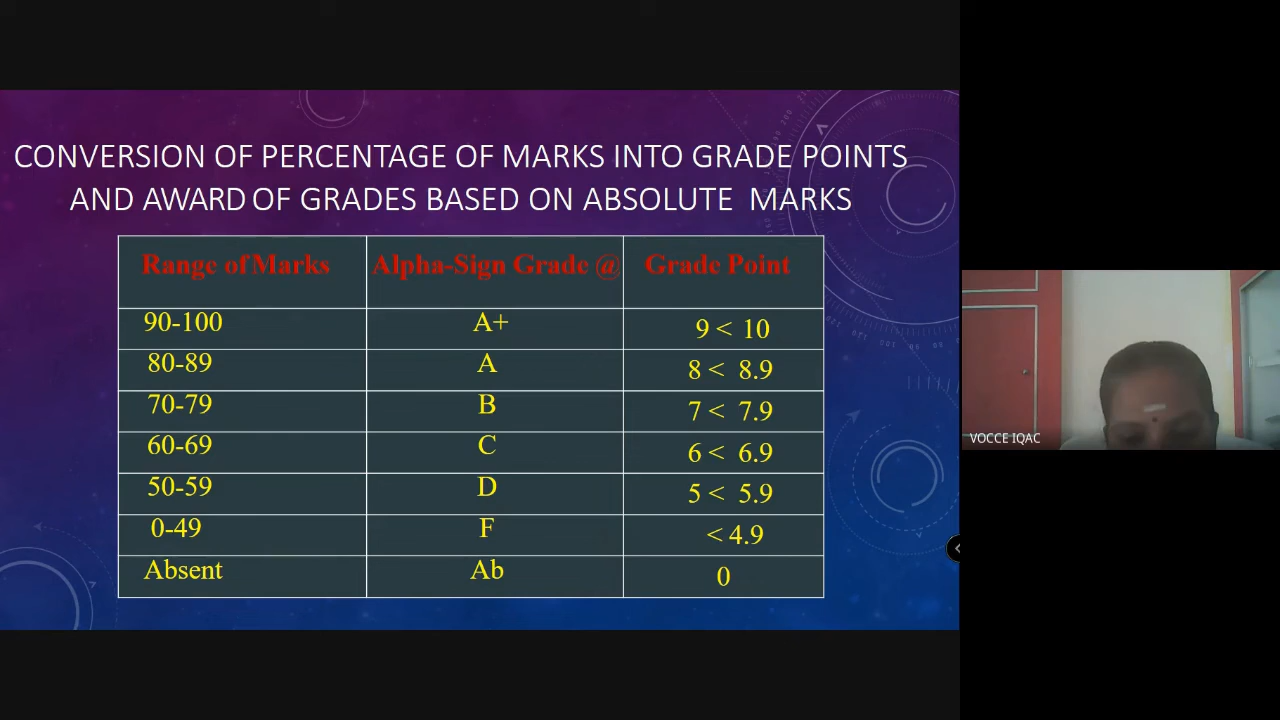 CONVERSION OF PERCENTAGE OF MARKS INTO GRADE POINTS
AND AWARD OF GRADES BASED ON ABSOLUTE MARKS
Range of Marks Alpha-Sign Grade @ Grade Point
90-100 A+ 9 < 10
80-89 A 8 < 8.9
70-79 B 7 < 7.9
60-69 C 6 < 6.9
50-59 D 5 < 5.9
0-49 F < 4.9
Absent Ab 0
VOCCE IQAC